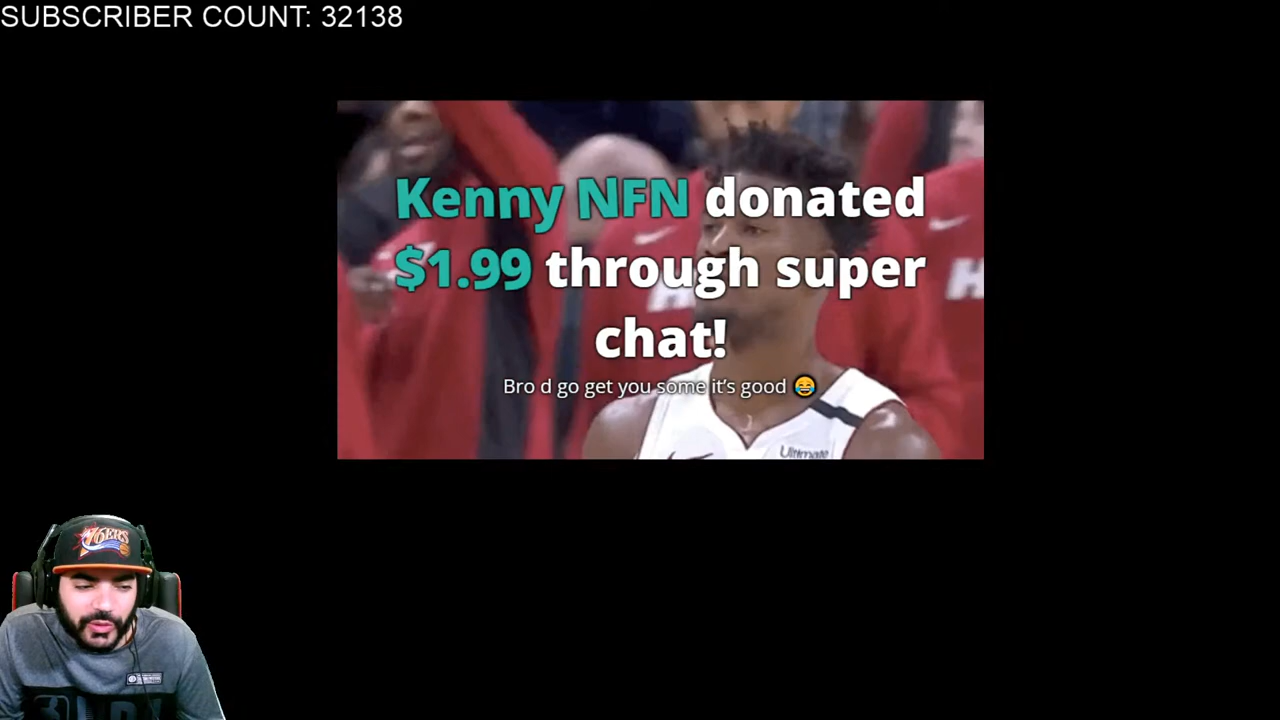 SUBSCRIBER COUNT: 32138
Kenny NFN donated
$1.99 through super
chat!
Bro d go get you some it's good 😂
Ultimate
76ERS